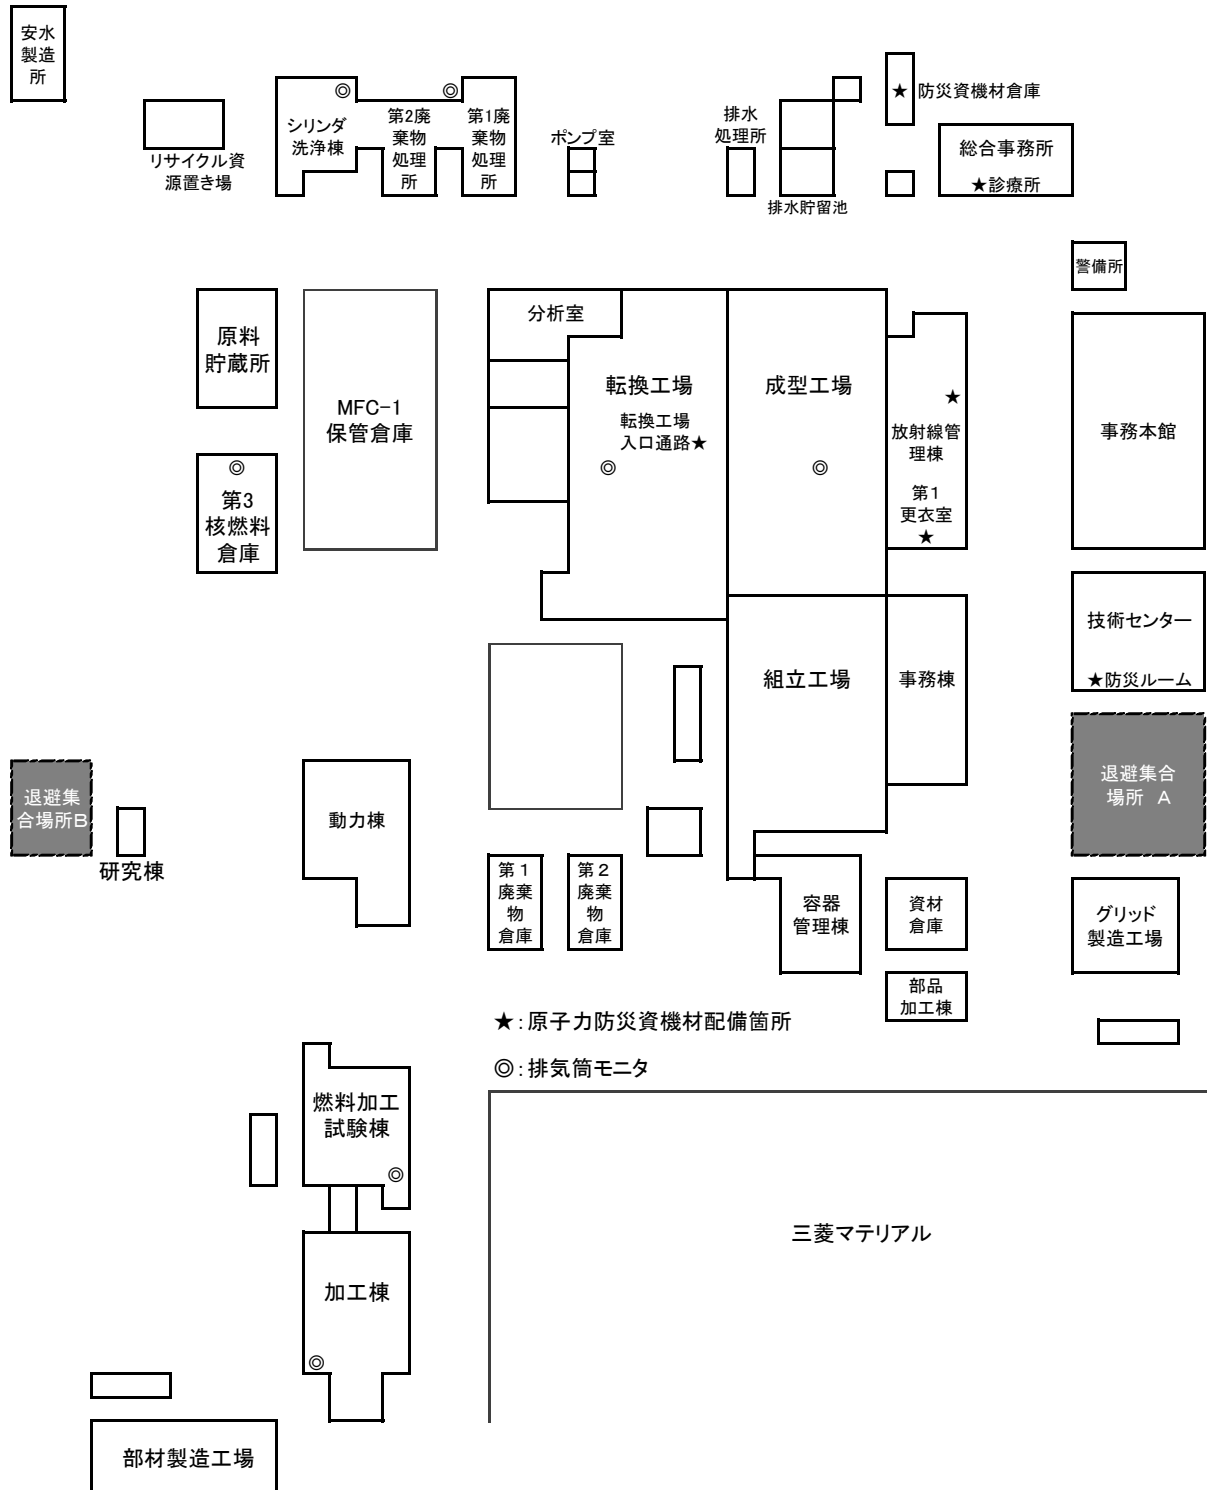 安水
製造
所
★ 防災資機材倉庫
シリンダ
洗浄棟
◎
第2廃
棄物
処理
所
◎
第1廃
棄物
処理
所
リサイクル資
源置き場
ポンプ室
排水
処理所
排水貯留池
総合事務所
★診療所
警備所
原料
貯蔵所
MFC-1
保管倉庫
◎
第3
核燃料
倉庫
分析室
転換工場
転換工場
入口通路★
◎
成型工場
◎
★
放射線管
理棟
第1
更衣室
★
事務本館
技術センター
★防災ルーム
組立工場
事務棟
退避集合
場所 A
退避集
合場所B
研究棟
動力棟
第1
廃棄
物
倉庫
第2
廃棄
物
倉庫
容器
管理棟
資材
倉庫
グリッド
製造工場
部品
加工棟
★：原子力防災資機材配備箇所
◎：排気筒モニタ
燃料加工
試験棟
◎
三菱マテリアル
加工棟
◎
部材製造工場